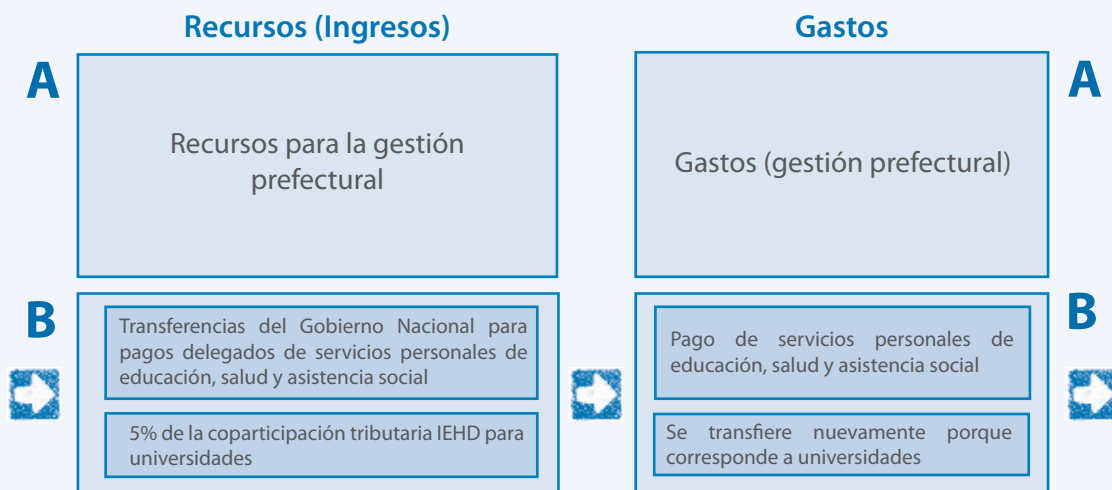 Recursos (Ingresos)
Gastos
A
Recursos para la gestión
prefectural
Gastos (gestión prefectural)
A
B
Transferencias del Gobierno Nacional para
pagos delegados de servicios personales de
educación, salud y asistencia social
5% de la coparticipación tributaria IEHD para
universidades
Pago de servicios personales de
educación, salud y asistencia social
Se transfiere nuevamente porque
corresponde a universidades
B